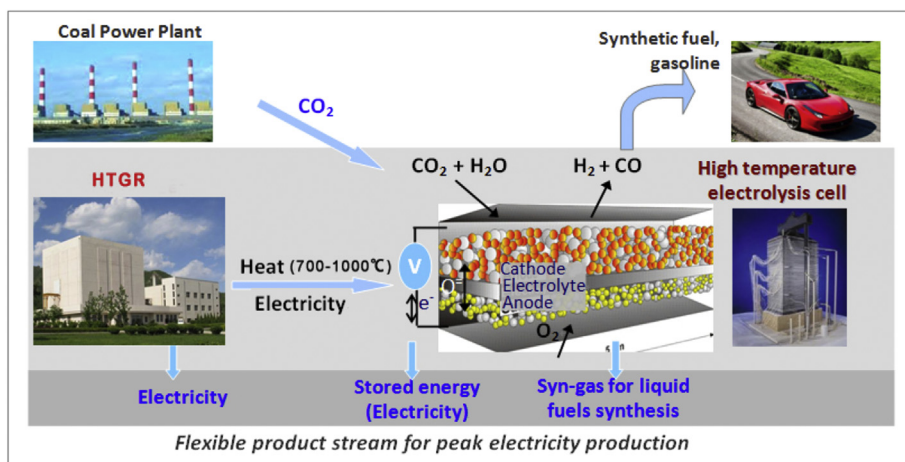 Coal Power Plant
Synthetic fuel,
gasoline
CO₂
HTGR
CO₂ + H₂O
H₂ + CO
High temperature
electrolysis cell
Heat (700-1000℃)
Electricity
V
e⁻
Cathode
Electrolyte
Anode
O₂
Electricity
Stored energy
(Electricity)
Syn-gas for liquid
fuels synthesis
Flexible product stream for peak electricity production